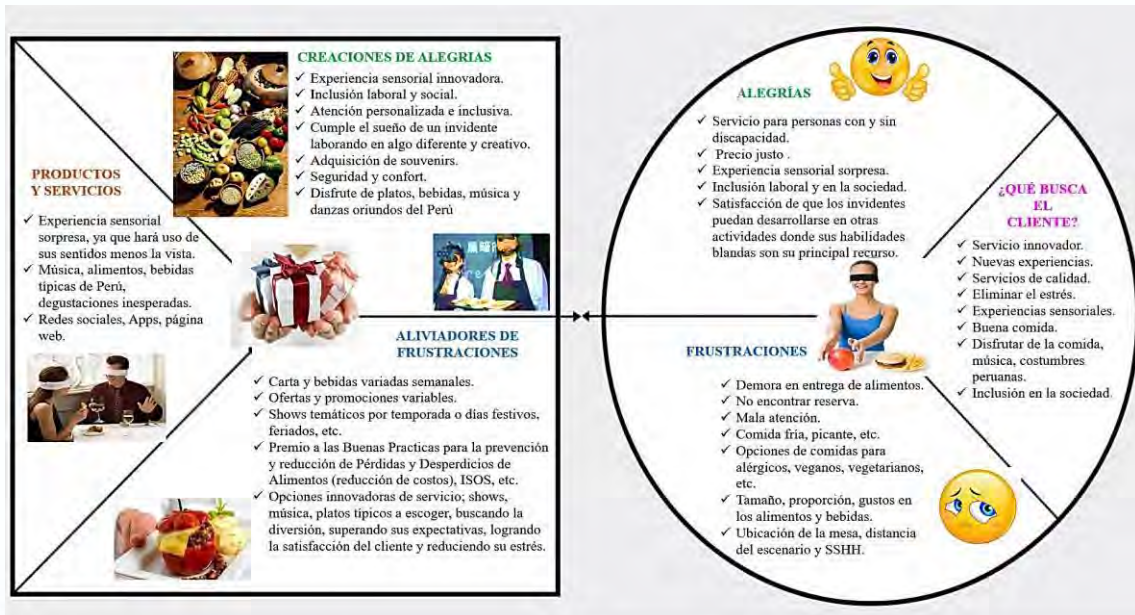 CREACIONES DE ALEGRIAS
✓ Experiencia sensorial innovadora.
✓ Inclusión laboral y social.
✓ Atención personalizada e inclusiva.
✓ Cumple el sueño de un invidente
laborando en algo diferente y creativo.
✓ Adquisición de souvenirs.
✓ Seguridad y confort.
✓ Disfrute de platos, bebidas, música y
danzas oriundos del Perú
PRODUCTOS
Y SERVICIOS
✓ Experiencia sensorial
sorpresa, ya que hará uso de
sus sentidos menos la vista.
✓ Música, alimentos, bebidas
típicas de Perú,
degustaciones inesperadas.
✓ Redes sociales, Apps, página
web.
ALIVIADORES DE
FRUSTRACIONES
✓ Carta y bebidas variadas semanales.
✓ Ofertas y promociones variables.
✓ Shows temáticos por temporada o días festivos,
feriados, etc.
✓ Premio a las Buenas Practicas para la prevención
y reducción de Pérdidas y Desperdicios de
Alimentos (reducción de costos), ISOS, etc.
✓ Opciones innovadoras de servicio; shows,
música, platos típicos a escoger, buscando la
diversión, superando sus expectativas, logrando
la satisfacción del cliente y reduciendo su estrés.
ALEGRÍAS
✓ Servicio para personas con y sin
discapacidad.
✓ Precio justo .
✓ Experiencia sensorial sorpresa.
✓ Inclusión laboral y en la sociedad.
✓ Satisfacción de que los invidentes
puedan desarrollarse en otras
actividades donde sus habilidades
blandas son su principal recurso.
¿QUÉ BUSCA
EL
CLIENTE?
✓ Servicio innovador.
✓ Nuevas experiencias.
✓ Servicios de calidad.
✓ Eliminar el estrés.
✓ Experiencias sensoriales.
✓ Buena comida.
✓ Disfrutar de la comida,
música, costumbres
peruanas.
✓ Inclusión en la sociedad.
FRUSTRACIONES
✓ Demora en entrega de alimentos.
✓ No encontrar reserva.
✓ Mala atención.
✓ Comida fría, picante, etc.
✓ Opciones de comidas para
alérgicos, veganos, vegetarianos,
etc.
✓ Tamaño, proporción, gustos en
los alimentos y bebidas.
✓ Ubicación de la mesa, distancia
del escenario y SSHH.